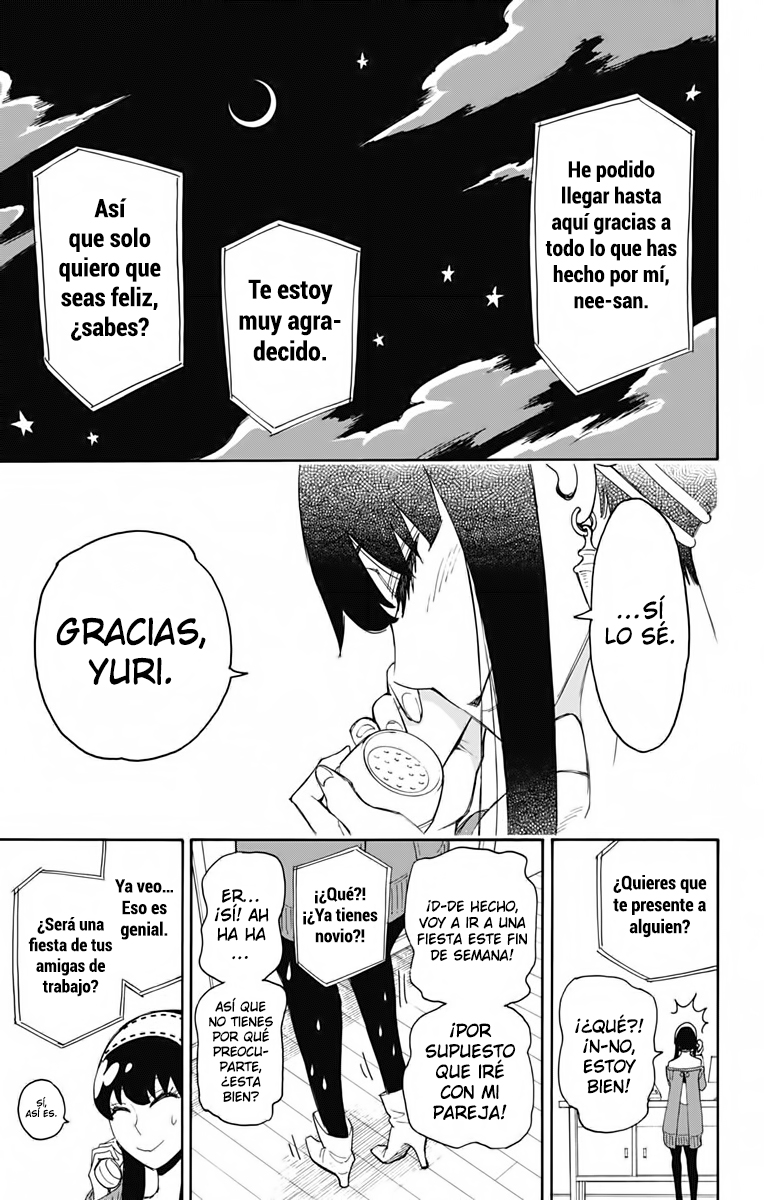 He podido
llegar hasta
aquí gracias a
todo lo que has
hecho por mí,
nee-san.
Te estoy
muy agra-
decido.
Así
que solo
quiero que
seas feliz,
¿sabes?
...SÍ
LO SÉ.
GRACIAS,
YURI.
¿Quieres que
te presente a
alguien?
¡¿QUÉ?!
¡N-NO,
ESTOY
BIEN!
¡D-DE HECHO,
VOY A IR A UNA
FIESTA ESTE FIN
DE SEMANA!
¡POR
SUPUESTO
QUE IRÉ
CON MI
PAREJA!
¡¿Qué?!
¡¿Ya tienes
novio?!
ER...
¡SÍ! AH
HA HA
...
ASÍ QUE
NO TIENES
POR QUÉ
PREOCU-
PARTE,
¿ESTA
BIEN?
Ya veo...
Eso es
genial.
¿Será una
fiesta de tus
amigas de
trabajo?
SÍ,
ASÍ ES.